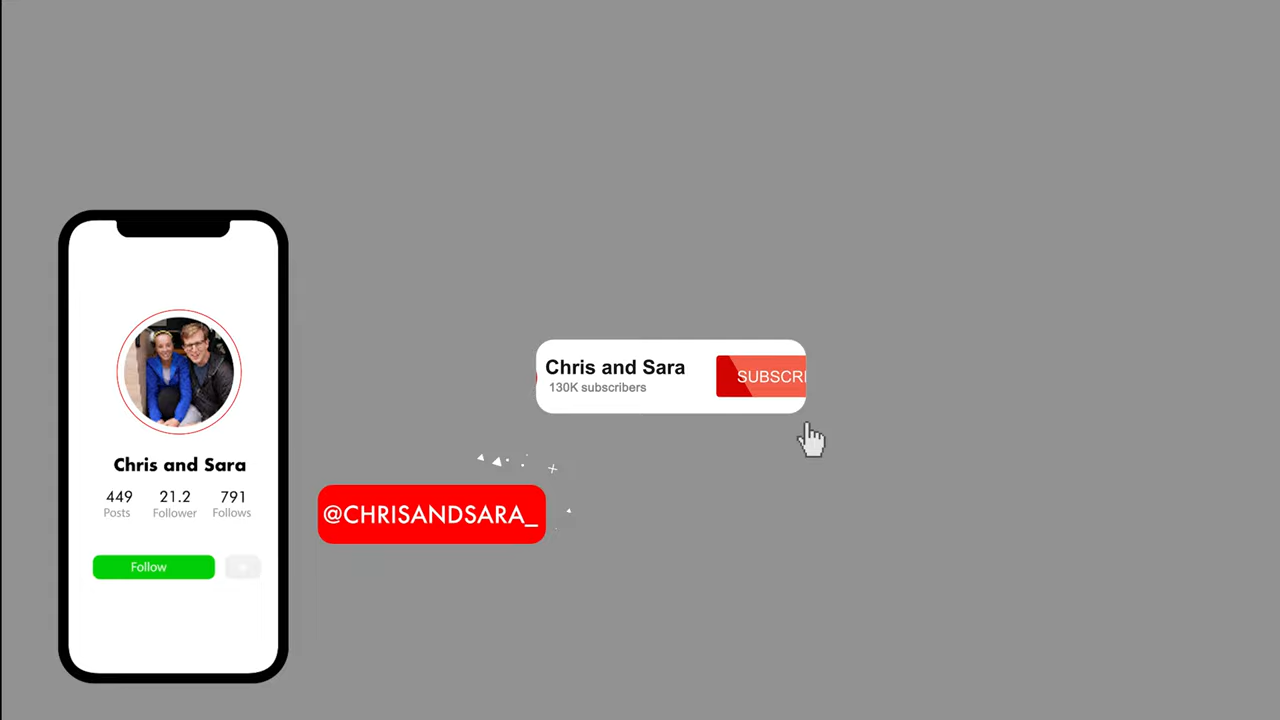 Chris and Sara
449 21.2 791
Posts Follower Follows
Follow
@CHRISANDSARA_
Chris and Sara
130K subscribers
SUBSCRI